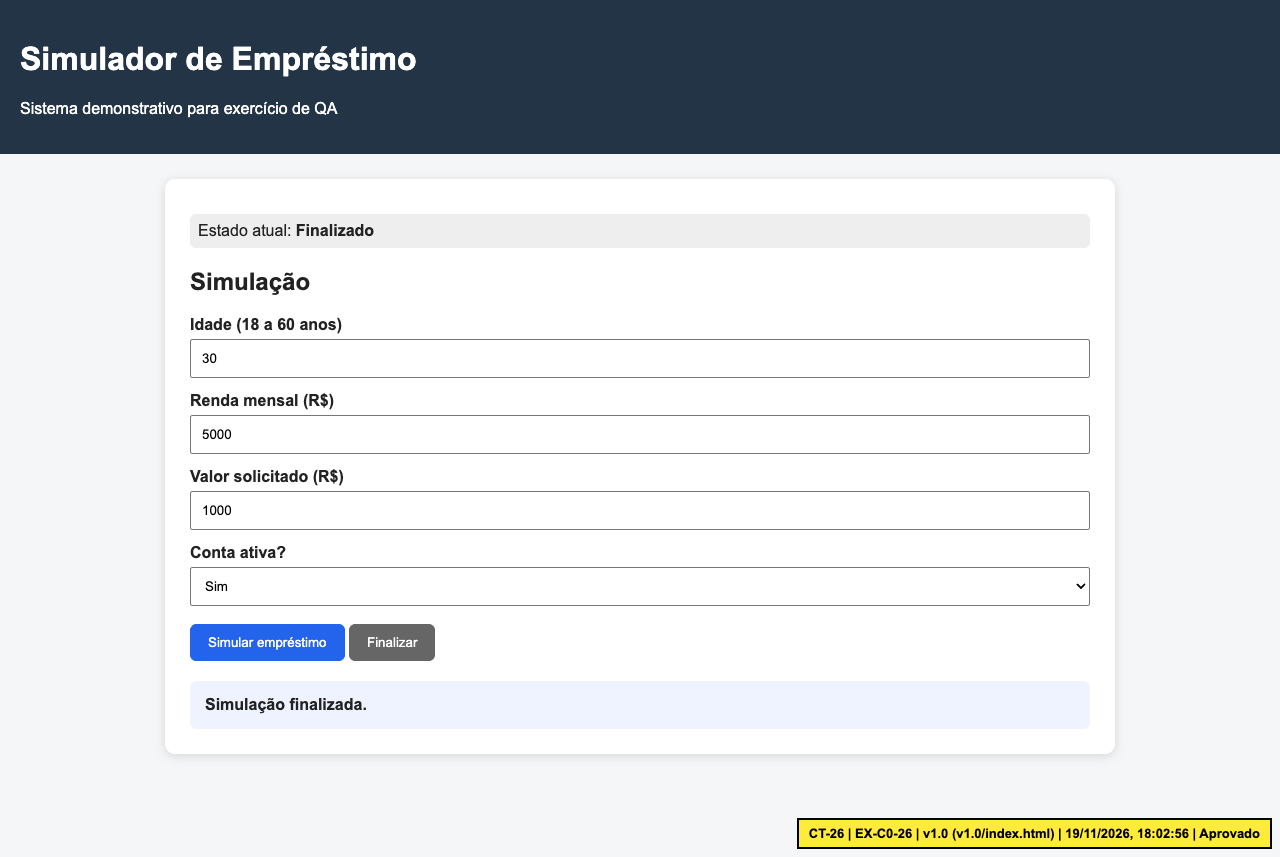 Simulador de Empréstimo
Sistema demonstrativo para exercício de QA
Estado atual: Finalizado
Simulação
Idade (18 a 60 anos)
30
Renda mensal (R$)
5000
Valor solicitado (R$)
1000
Conta ativa?
Sim
Simular empréstimo Finalizar
Simulação finalizada.
CT-26 | EX-C0-26 | v1.0 (v1.0/index.html) | 19/11/2026, 18:02:56 | Aprovado